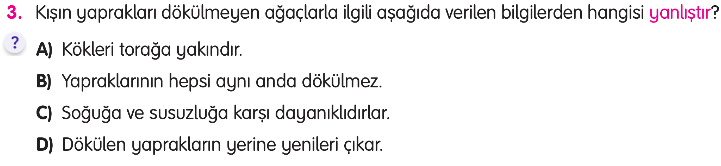 3. Kışın yaprakları dökülmeyen ağaçlarla ilgili aşağıda verilen bilgilerden hangisi yanlıştır?
?
A) Kökleri torağa yakındır.
B) Yapraklarının hepsi aynı anda dökülmez.
C) Soğuğa ve susuzluğa karşı dayanıklıdırlar.
D) Dökülen yaprakların yerine yenileri çıkar.